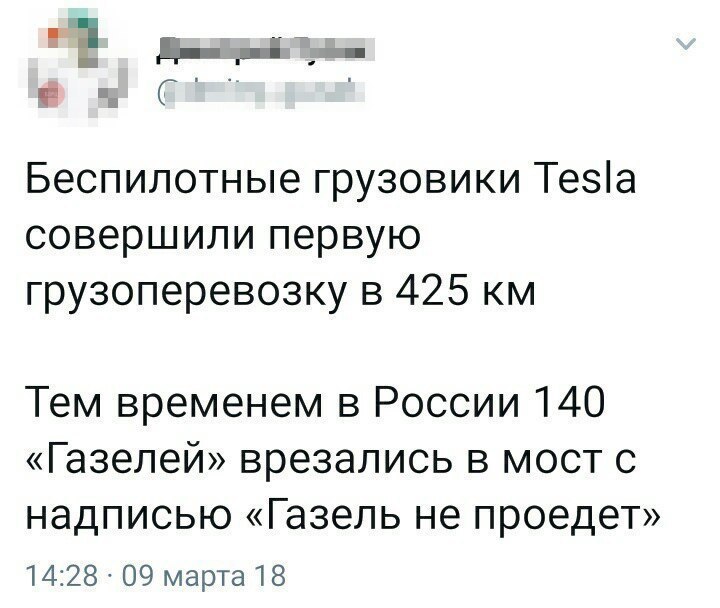 Беспилотные грузовики Tesla
совершили первую
грузоперевозку в 425 км
Тем временем в России 140
«Газелей» врезались в мост с
надписью «Газель не проедет»
14:28 · 09 марта 18